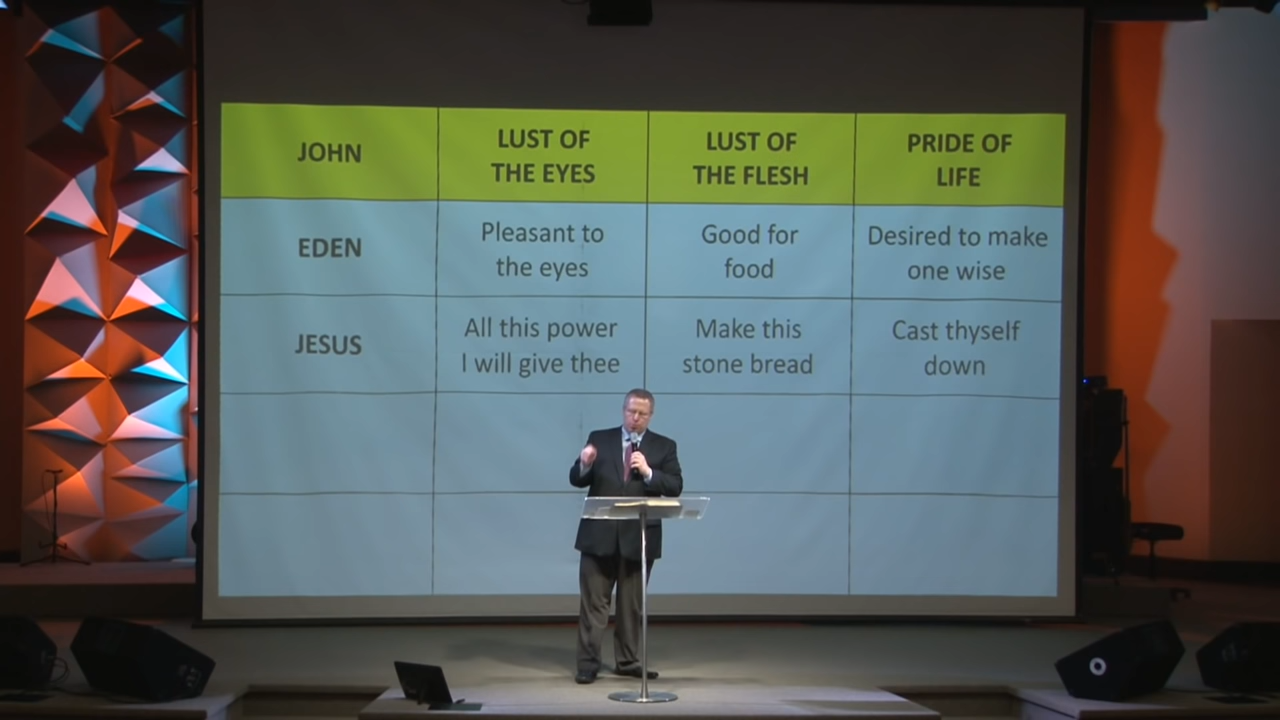 JOHN
LUST OF
THE EYES
LUST OF
THE FLESH
PRIDE OF
LIFE
EDEN
Pleasant to
the eyes
Good for
food
Desired to make
one wise
JESUS
All this power
I will give thee
Make this
stone bread
Cast thyself
down